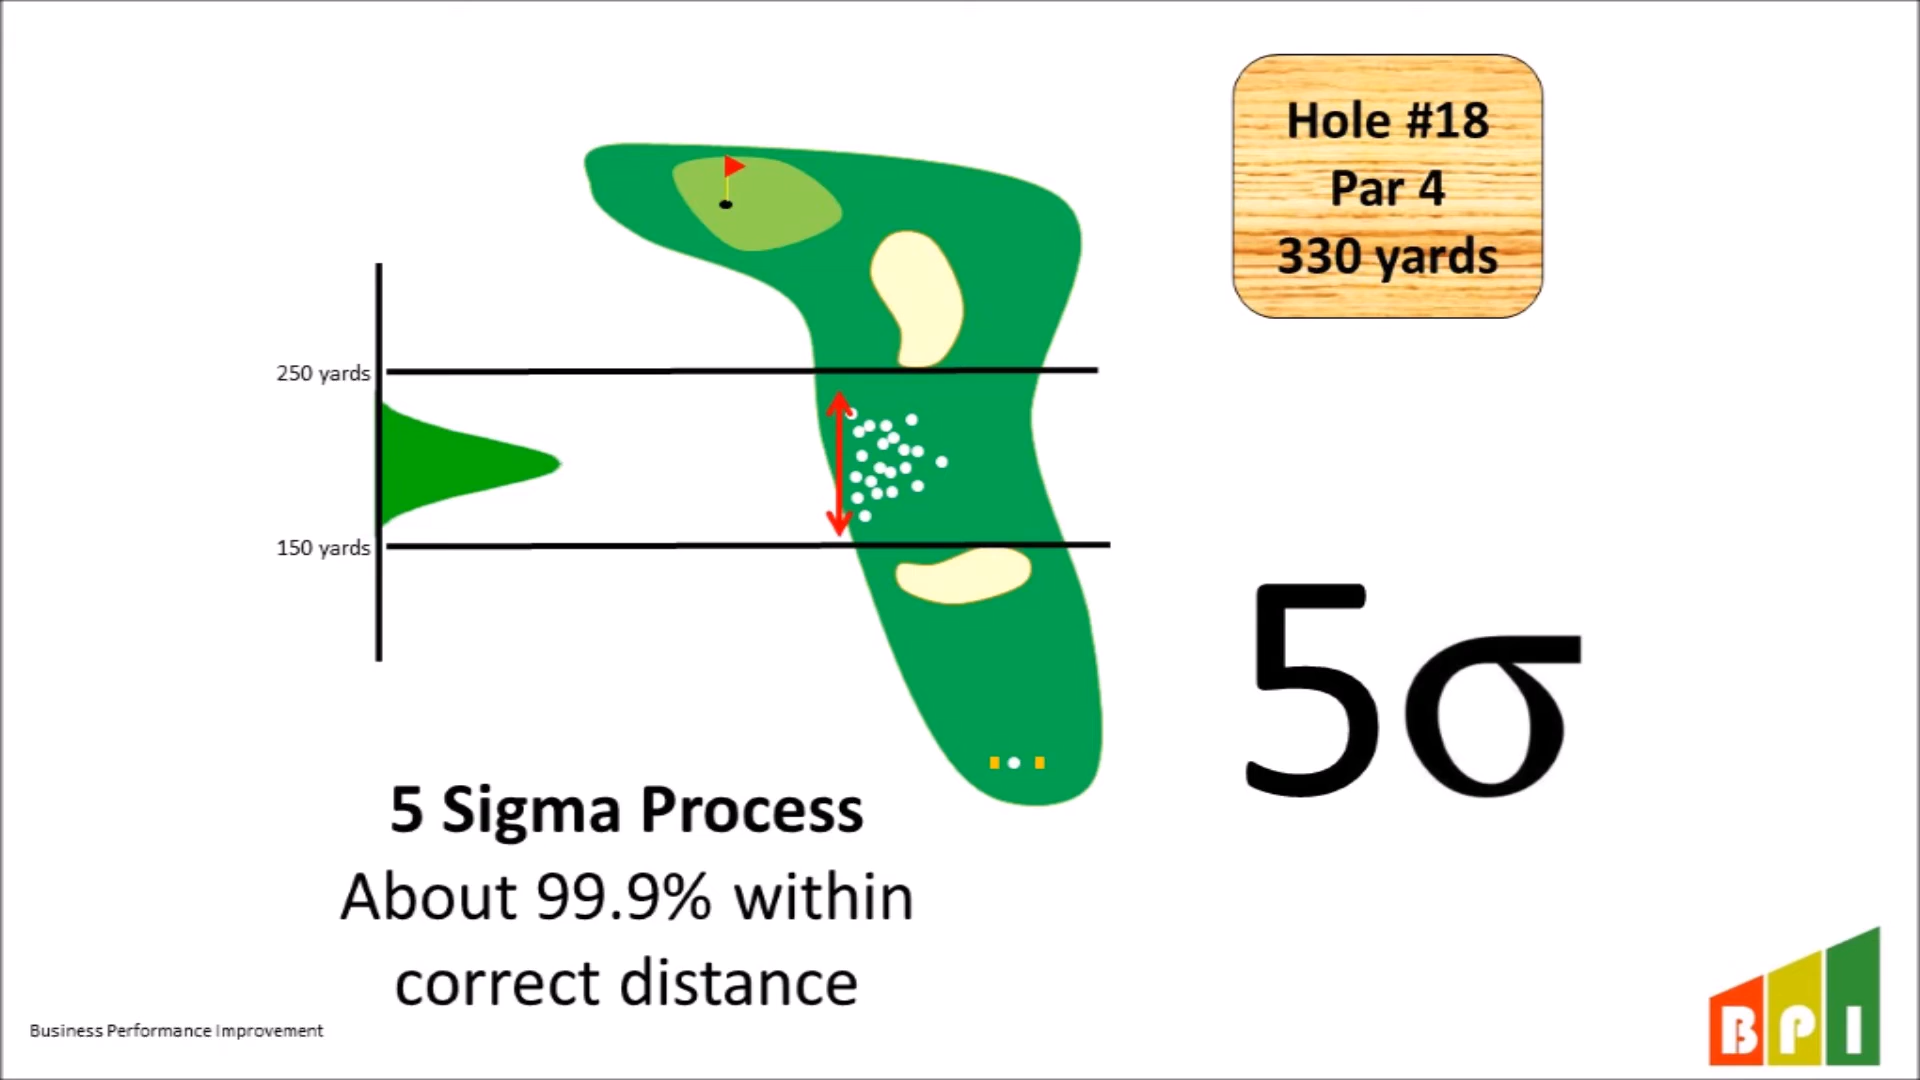 Hole #18
Par 4
330 yards
250 yards
150 yards
5σ
5 Sigma Process
About 99.9% within
correct distance
Business Performance Improvement
BPI